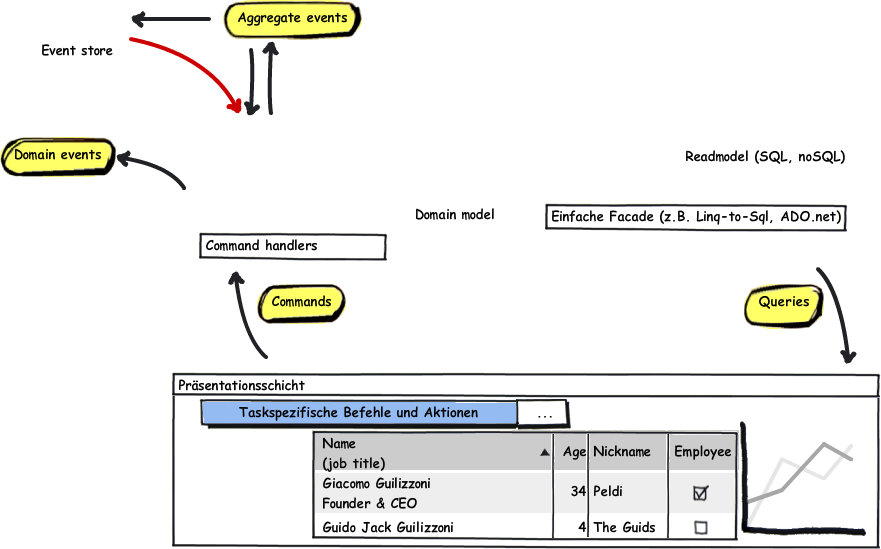 Aggregate events
Event store
Domain events
Readmodel (SQL, noSQL)
Domain model
Einfache Facade (z.B. Linq-to-Sql, ADO.net)
Command handlers
Commands
Queries
Präsentationsschicht
Taskspezifische Befehle und Aktionen
...
Name
(job title)
Age
Nickname
Employee
Giacomo Guilizzoni
Founder & CEO
34
Peldi
Guido Jack Guilizzoni
4
The Guids